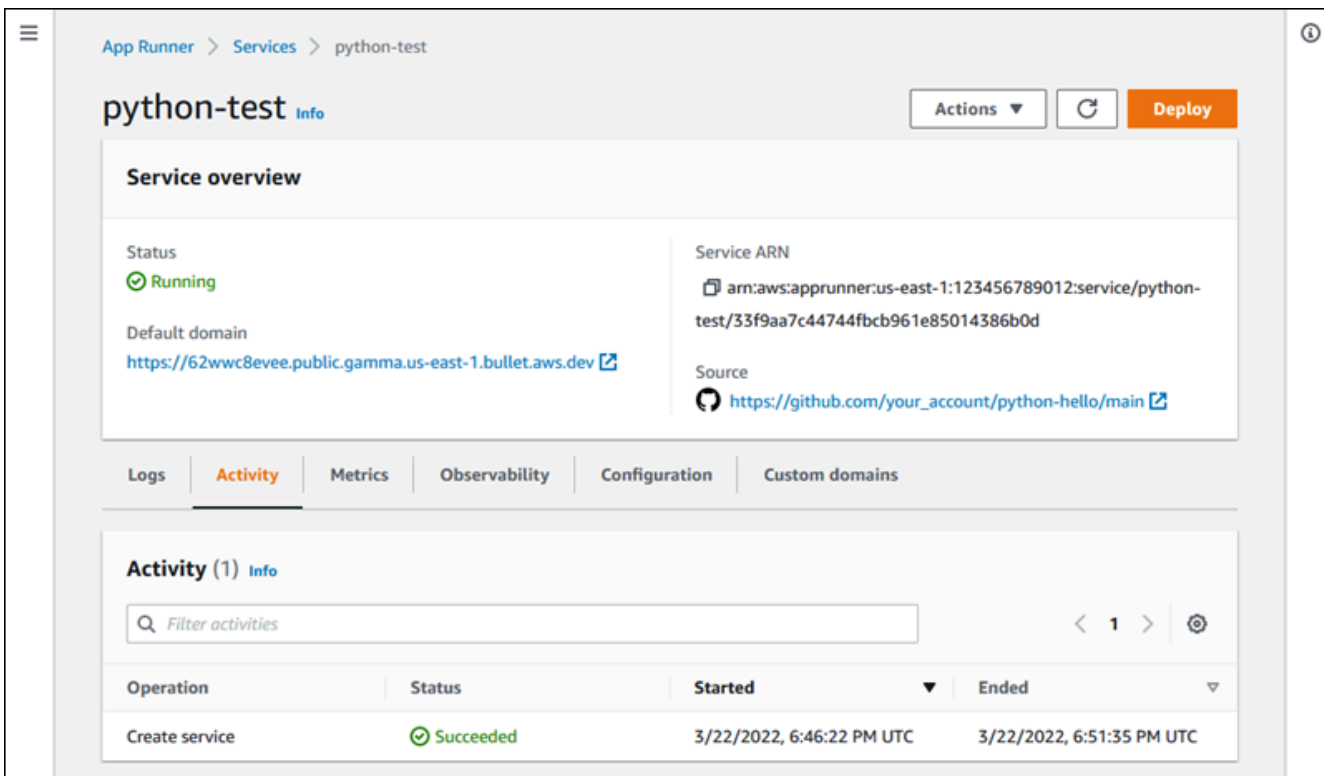 App Runner > Services > python-test
python-test Info
Actions ▼ Deploy
Service overview
Status
Running
Default domain
https://62wwc8evee.public.gamma.us-east-1.bullet.aws.dev
Service ARN
arn:aws:apprunner:us-east-1:123456789012:service/python-
test/33f9aa7c44744fbcb961e85014386b0d
Source
https://github.com/your_account/python-hello/main
Logs Activity Metrics Observability Configuration Custom domains
Activity (1) Info
Filter activities
< 1 >
Operation Status Started ▼ Ended ▽
Create service Succeeded 3/22/2022, 6:46:22 PM UTC 3/22/2022, 6:51:35 PM UTC